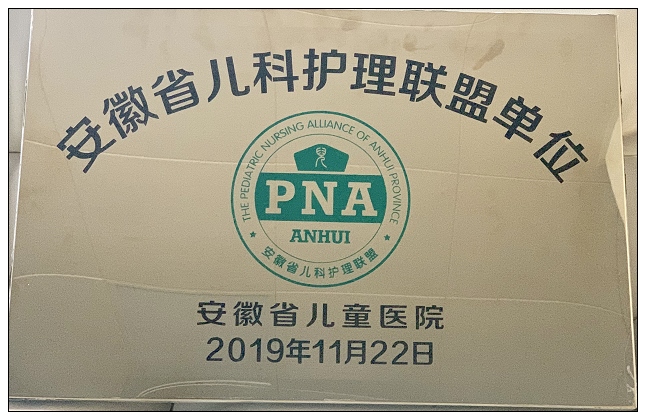 安徽省儿科护理联盟单位
THE PEDIATRIC NURSING ALLIANCE OF ANHUI PROVINCE
儿
PNA
ANHUI
安徽省儿科护理联盟
安徽省儿童医院
2019年11月22日